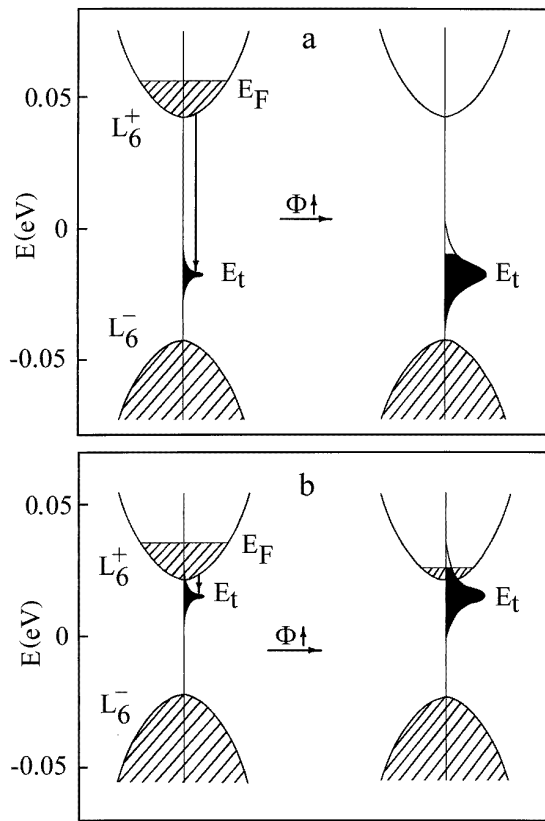 a
0.05
E_F
L_6^+
Φ↑
0
E(eV)
E_t
E_t
L_6^-
-0.05
b
0.05
E_F
L_6^+
E_t
E_t
0
E(eV)
Φ↑
L_6^-
-0.05